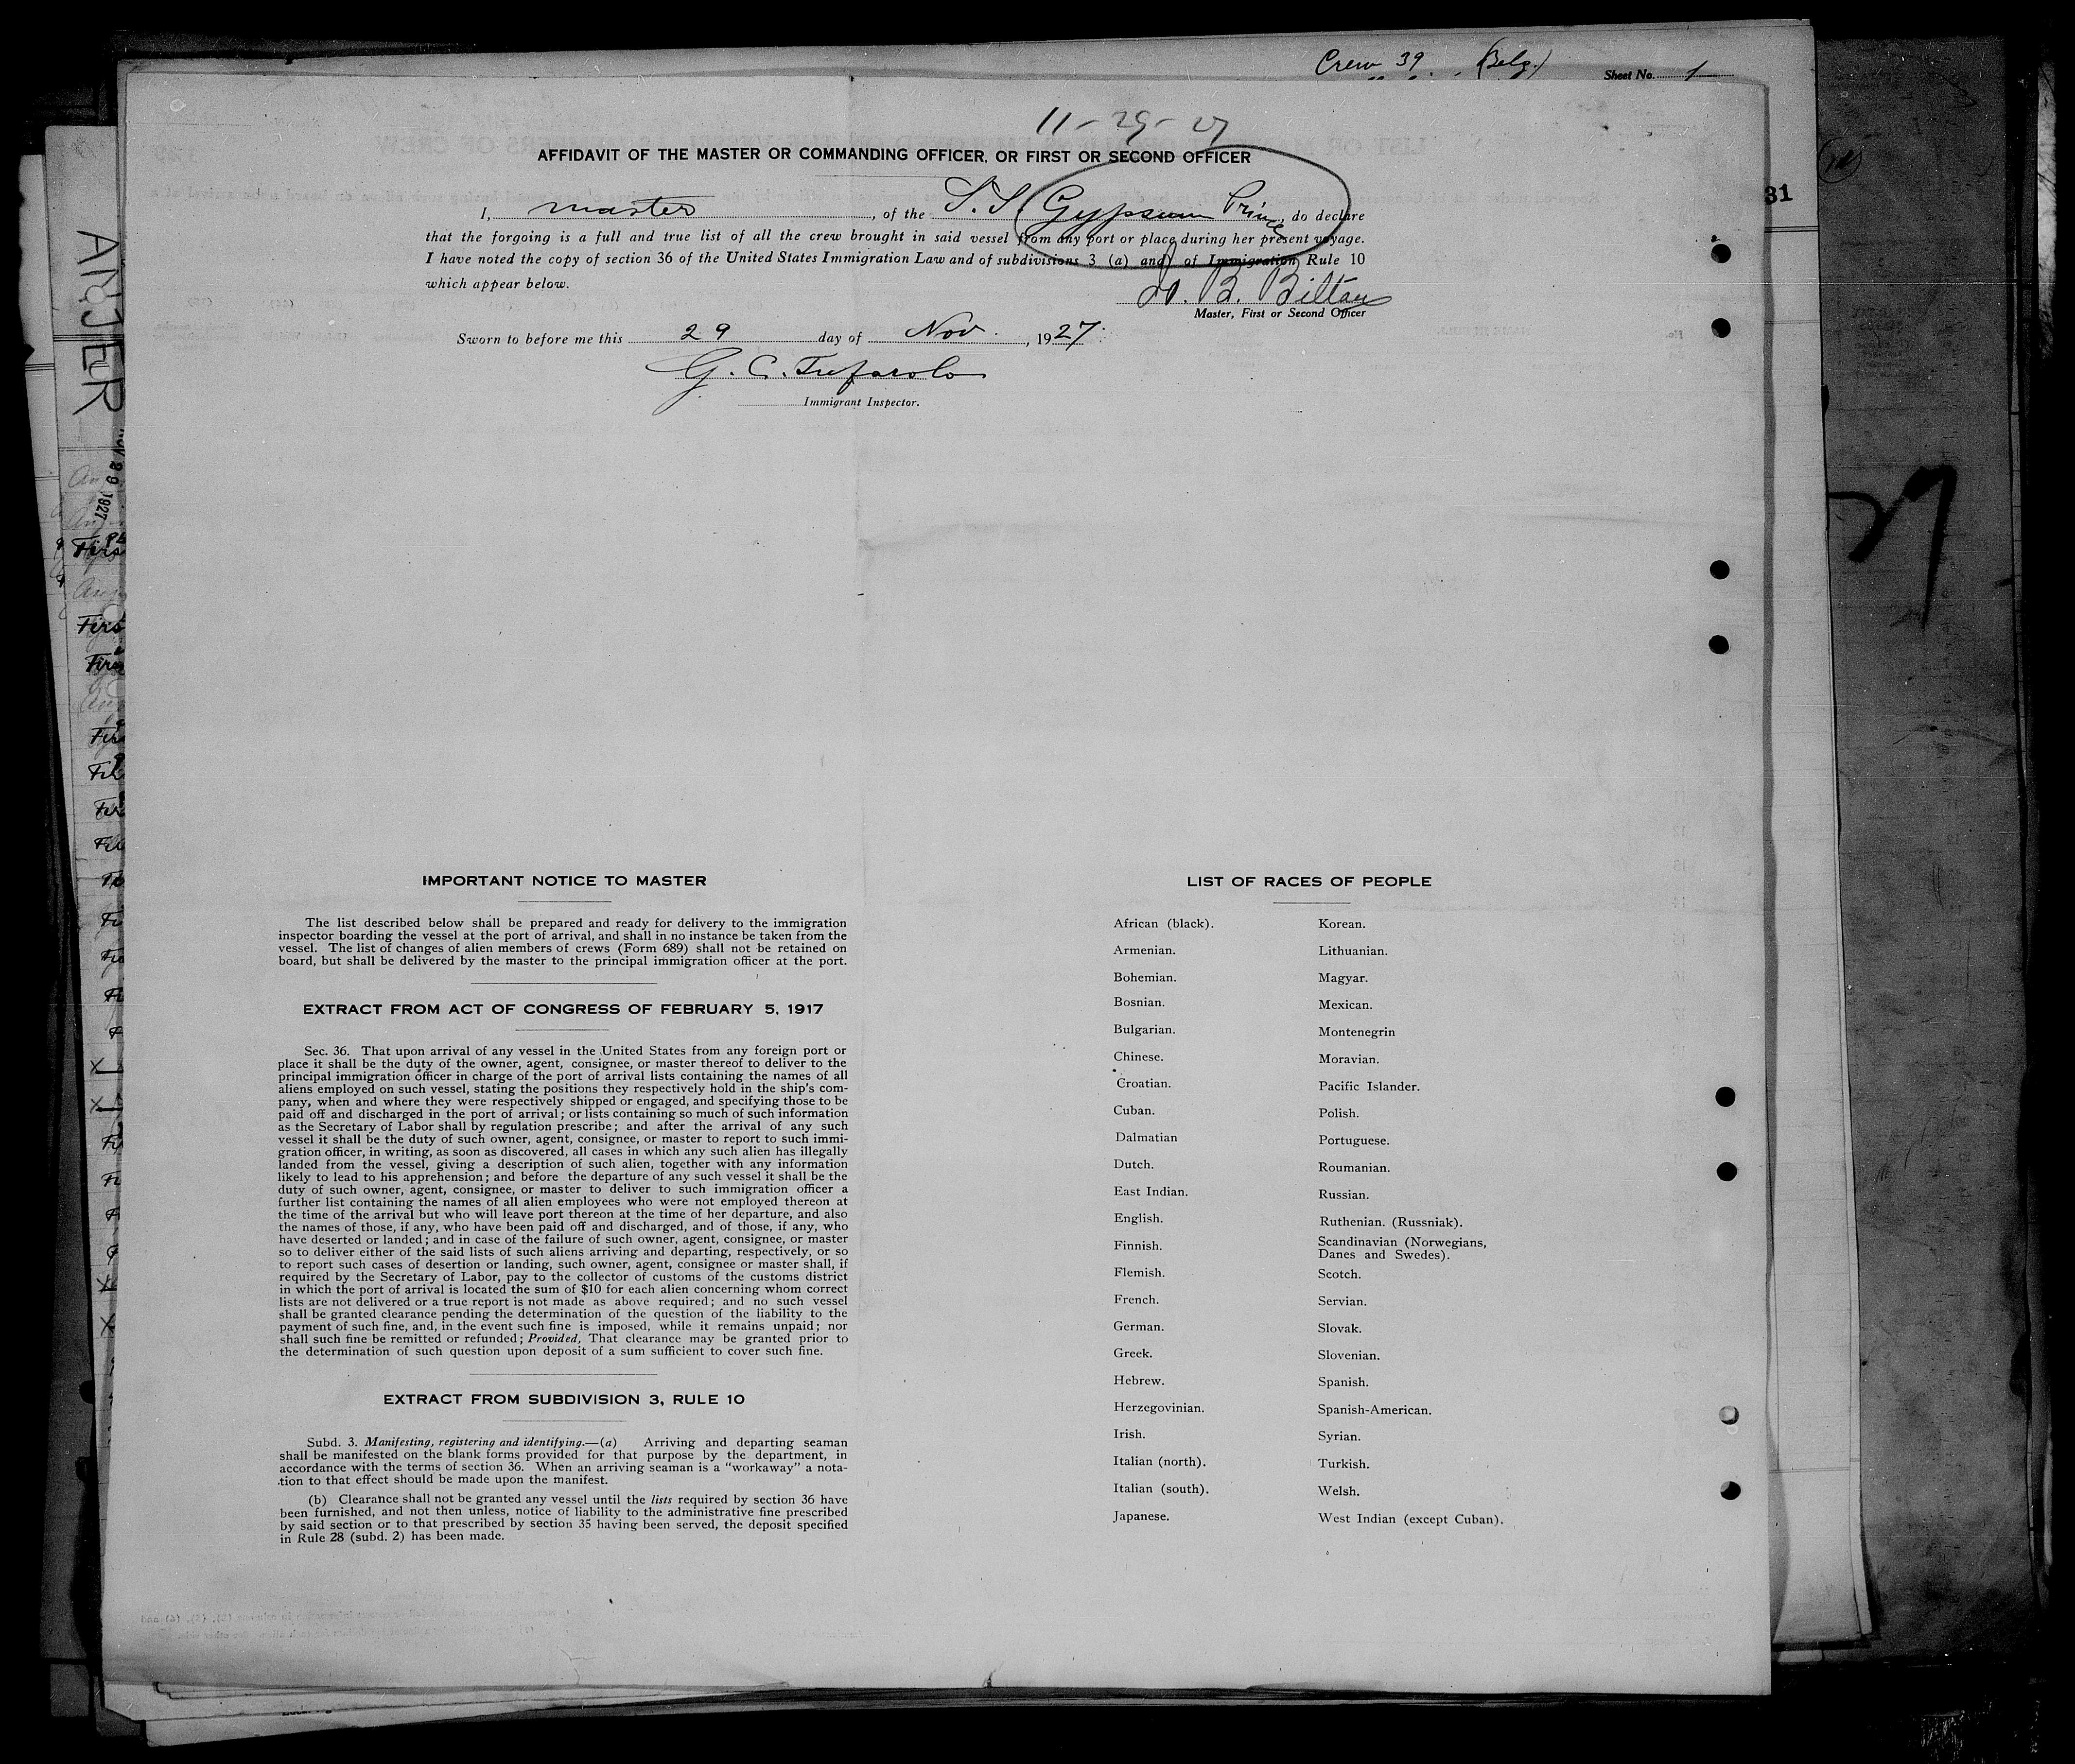 Crew 39 (Belg.)
Sheet No. 1
11-29-27
AFFIDAVIT OF THE MASTER OR COMMANDING OFFICER, OR FIRST OR SECOND OFFICER
31
I, master, of the S.S. Gypsum Prince, do declare
that the forgoing is a full and true list of all the crew brought in said vessel from any port or place during her present voyage.
I have noted the copy of section 36 of the United States Immigration Law and of subdivisions 3 (a) and) of Immigration Rule 10
which appear below.
B. Biltau
Master, First or Second Officer
Sworn to before me this 29 day of Nov. , 1927.
G. C. Tufarolo
Immigrant Inspector.
NOV 29 1927
IMPORTANT NOTICE TO MASTER
The list described below shall be prepared and ready for delivery to the immigration
inspector boarding the vessel at the port of arrival, and shall in no instance be taken from the
vessel. The list of changes of alien members of crews (Form 689) shall not be retained on
board, but shall be delivered by the master to the principal immigration officer at the port.
EXTRACT FROM ACT OF CONGRESS OF FEBRUARY 5, 1917
Sec. 36. That upon arrival of any vessel in the United States from any foreign port or
place it shall be the duty of the owner, agent, consignee, or master thereof to deliver to the
principal immigration officer in charge of the port of arrival lists containing the names of all
aliens employed on such vessel, stating the positions they respectively hold in the ship's com-
pany, when and where they were respectively shipped or engaged, and specifying those to be
paid off and discharged in the port of arrival; or lists containing so much of such information
as the Secretary of Labor shall by regulation prescribe; and after the arrival of any such
vessel it shall be the duty of such owner, agent, consignee, or master to report to such immi-
gration officer, in writing, as soon as discovered, all cases in which any such alien has illegally
landed from the vessel, giving a description of such alien, together with any information
likely to lead to his apprehension; and before the departure of any such vessel it shall be the
duty of such owner, agent, consignee, or master to deliver to such immigration officer a
further list containing the names of all alien employees who were not employed thereon at
the time of the arrival but who will leave port thereon at the time of her departure, and also
the names of those, if any, who have been paid off and discharged, and of those, if any, who
have deserted or landed; and in case of the failure of such owner, agent, consignee, or master
so to deliver either of the said lists of such aliens arriving and departing, respectively, or so
to report such cases of desertion or landing, such owner, agent, consignee or master shall, if
required by the Secretary of Labor, pay to the collector of customs of the customs district
in which the port of arrival is located the sum of $10 for each alien concerning whom correct
lists are not delivered or a true report is not made as above required; and no such vessel
shall be granted clearance pending the determination of the question of the liability to the
payment of such fine, and, in the event such fine is imposed, while it remains unpaid; nor
shall such fine be remitted or refunded; Provided, That clearance may be granted prior to
the determination of such question upon deposit of a sum sufficient to cover such fine.
EXTRACT FROM SUBDIVISION 3, RULE 10
Subd. 3. Manifesting, registering and identifying.—(a) Arriving and departing seaman
shall be manifested on the blank forms provided for that purpose by the department, in
accordance with the terms of section 36. When an arriving seaman is a "workaway" a nota-
tion to that effect should be made upon the manifest.
(b) Clearance shall not be granted any vessel until the lists required by section 36 have
been furnished, and not then unless, notice of liability to the administrative fine prescribed
by said section or to that prescribed by section 35 having been served, the deposit specified
in Rule 28 (subd. 2) has been made.
LIST OF RACES OF PEOPLE
African (black).
Armenian.
Bohemian.
Bosnian.
Bulgarian.
Chinese.
Croatian.
Cuban.
Dalmatian
Dutch.
East Indian.
English.
Finnish.
Flemish.
French.
German.
Greek.
Hebrew.
Herzegovinian.
Irish.
Italian (north).
Italian (south).
Japanese.
Korean.
Lithuanian.
Magyar.
Mexican.
Montenegrin
Moravian.
Pacific Islander.
Polish.
Portuguese.
Roumanian.
Russian.
Ruthenian. (Russniak).
Scandinavian (Norwegians,
Danes and Swedes).
Scotch.
Servian.
Slovak.
Slovenian.
Spanish.
Spanish-American.
Syrian.
Turkish.
Welsh.
West Indian (except Cuban).